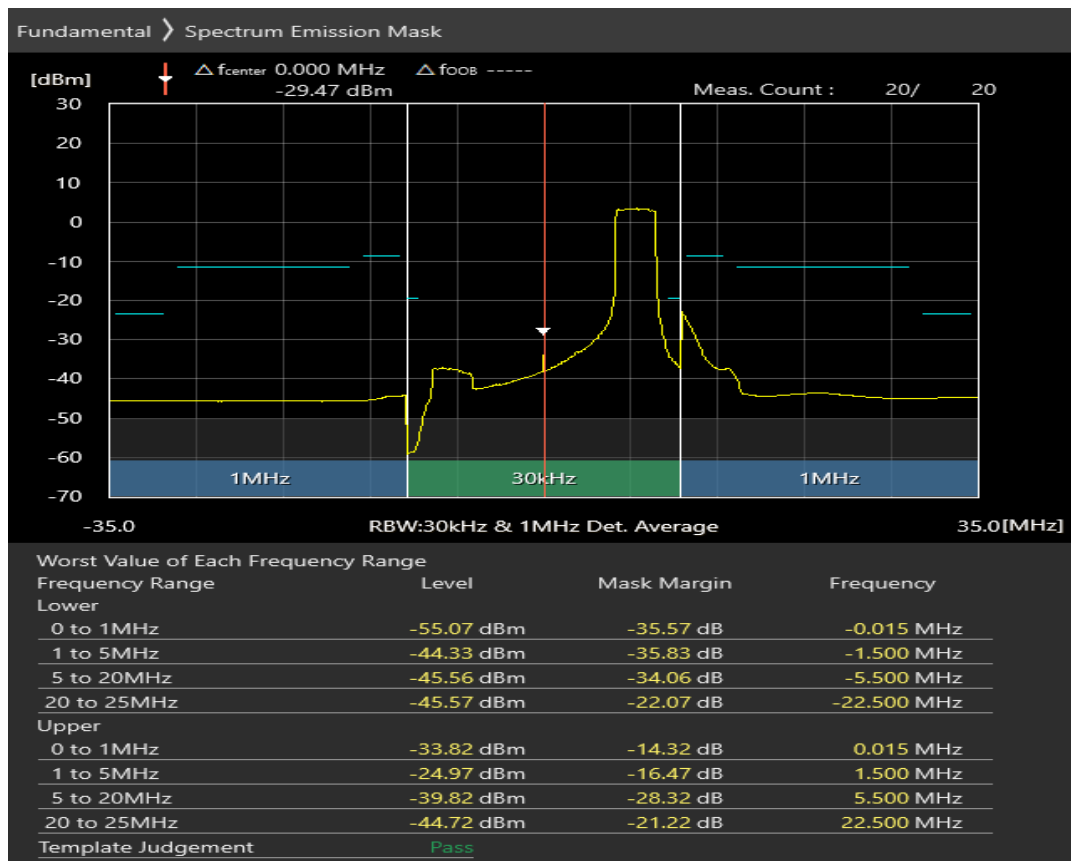 Fundamental ❯ Spectrum Emission Mask
[dBm] △ fcenter 0.000 MHz △ fOOB -----
-29.47 dBm Meas. Count : 20/ 20
30
20
10
0
-10
-20
-30
-40
-50
-60
-70
1MHz 30kHz 1MHz
-35.0 RBW:30kHz & 1MHz Det. Average 35.0[MHz]
Worst Value of Each Frequency Range
Frequency Range Level Mask Margin Frequency
Lower
0 to 1MHz -55.07 dBm -35.57 dB -0.015 MHz
1 to 5MHz -44.33 dBm -35.83 dB -1.500 MHz
5 to 20MHz -45.56 dBm -34.06 dB -5.500 MHz
20 to 25MHz -45.57 dBm -22.07 dB -22.500 MHz
Upper
0 to 1MHz -33.82 dBm -14.32 dB 0.015 MHz
1 to 5MHz -24.97 dBm -16.47 dB 1.500 MHz
5 to 20MHz -39.82 dBm -28.32 dB 5.500 MHz
20 to 25MHz -44.72 dBm -21.22 dB 22.500 MHz
Template Judgement Pass